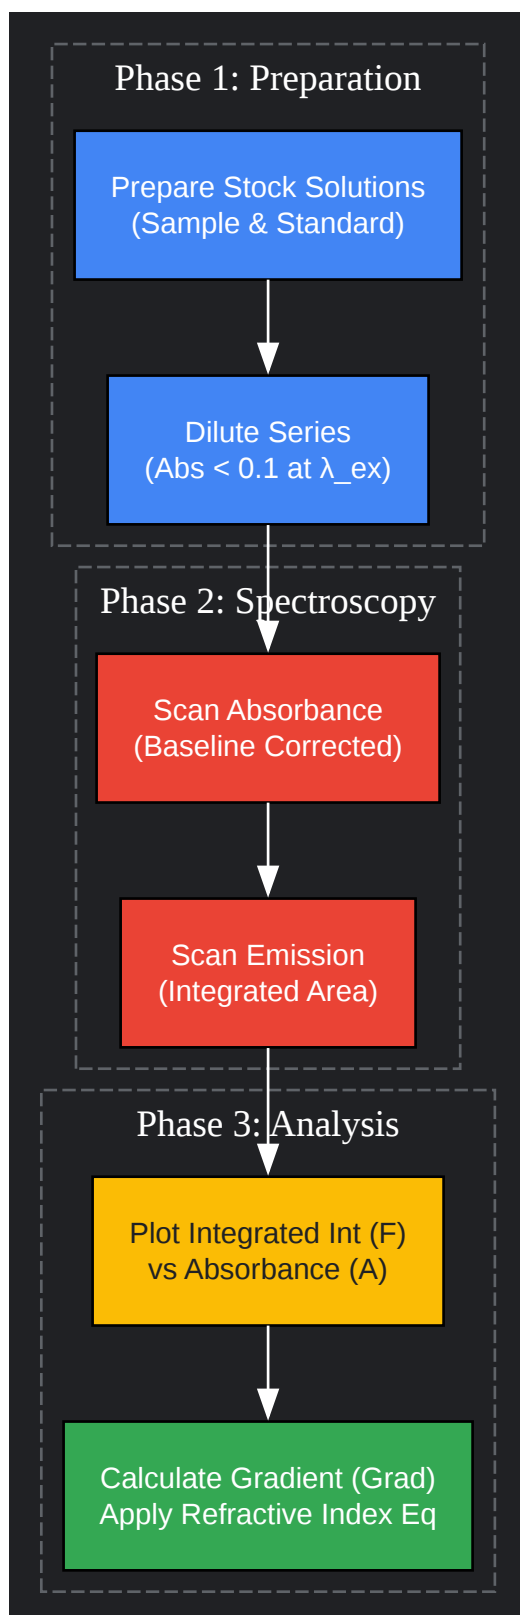 Phase 1: Preparation
Prepare Stock Solutions
(Sample & Standard)
Dilute Series
(Abs < 0.1 at λ_ex)
Phase 2: Spectroscopy
Scan Absorbance
(Baseline Corrected)
Scan Emission
(Integrated Area)
Phase 3: Analysis
Plot Integrated Int (F)
vs Absorbance (A)
Calculate Gradient (Grad)
Apply Refractive Index Eq